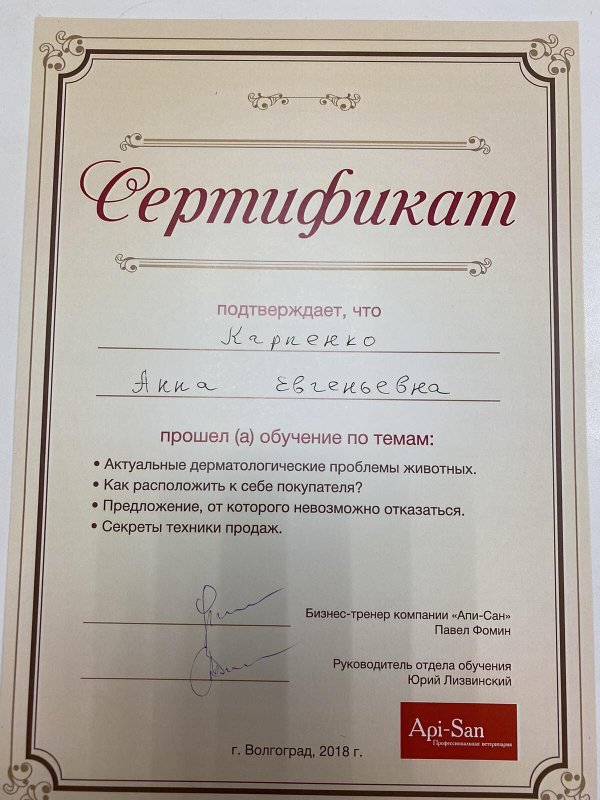 Сертификат
подтверждает, что
Карпенко
Анна Евгеньевна
прошел (а) обучение по темам:
• Актуальные дерматологические проблемы животных.
• Как расположить к себе покупателя?
• Предложение, от которого невозможно отказаться.
• Секреты техники продаж.
Бизнес-тренер компании «Апи-Сан»
Павел Фомин
Руководитель отдела обучения
Юрий Лизвинский
Api-San
Профессиональная ветеринария
г. Волгоград, 2018 г.